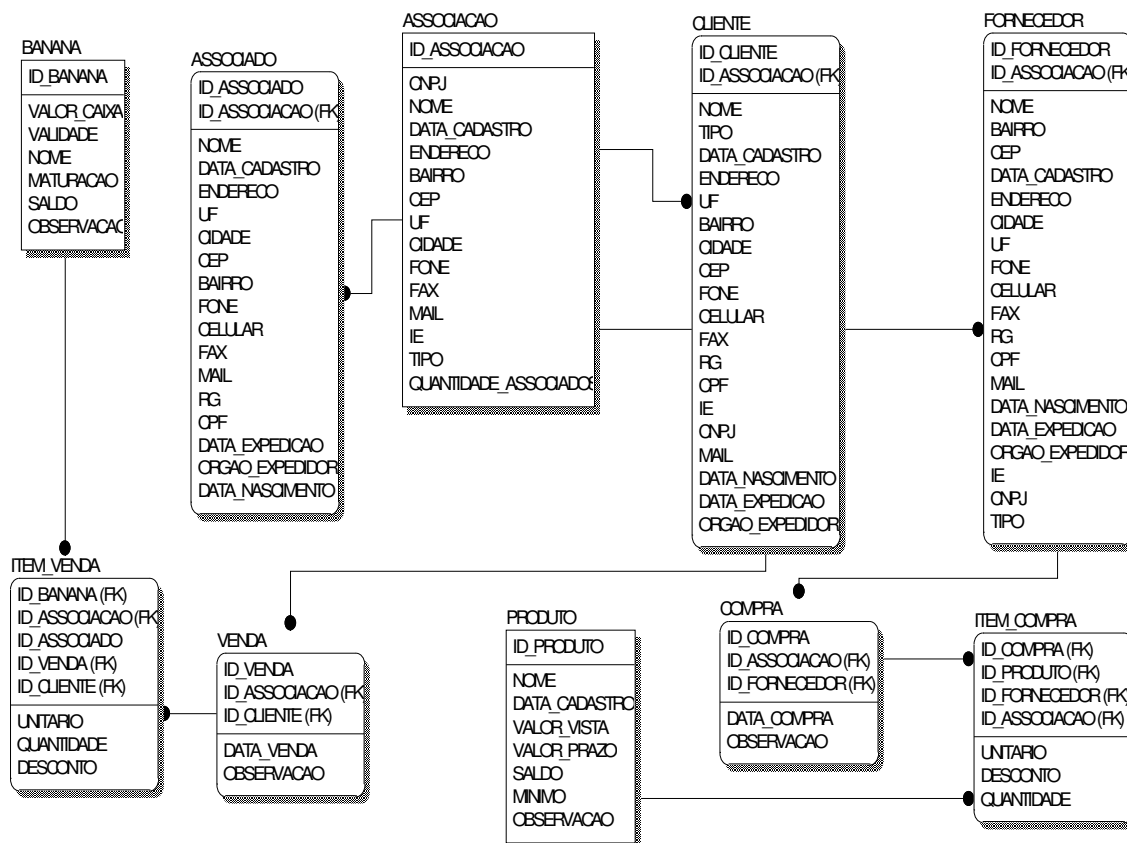 BANANA
ID_BANANA
VALOR_CAIXA
VALIDADE
NOME
MATURACAO
SALDO
OBSERVACAO
ASSOCIADO
ID_ASSOCIADO
ID_ASSOCIACAO (FK)
NOME
DATA_CADASTRO
ENDERECO
UF
CIDADE
CEP
BAIRRO
FONE
CELULAR
FAX
MAIL
RG
CPF
DATA_EXPEDICAO
ORGAO_EXPEDIDOR
DATA_NASCIMENTO
ASSOCIACAO
ID_ASSOCIACAO
CNPJ
NOME
DATA_CADASTRO
ENDERECO
BAIRRO
CEP
UF
CIDADE
FONE
FAX
MAIL
IE
TIPO
QUANTIDADE_ASSOCIADOS
CLIENTE
ID_CLIENTE
ID_ASSOCIACAO (FK)
NOME
TIPO
DATA_CADASTRO
ENDERECO
UF
BAIRRO
CIDADE
CEP
FONE
CELULAR
FAX
RG
CPF
IE
CNPJ
MAIL
DATA_NASCIMENTO
DATA_EXPEDICAO
ORGAO_EXPEDIDOR
FORNECEDOR
ID_FORNECEDOR
ID_ASSOCIACAO (FK
NOME
BAIRRO
CEP
DATA_CADASTRO
ENDERECO
CIDADE
UF
FONE
CELULAR
FAX
RG
CPF
MAIL
DATA_NASCIMENTO
DATA_EXPEDICAO
ORGAO_EXPEDIDOR
IE
CNPJ
TIPO
ITEM_VENDA
ID_BANANA (FK)
ID_ASSOCIACAO (FK
ID_ASSOCIADO
ID_VENDA (FK)
ID_CLIENTE (FK)
UNITARIO
QUANTIDADE
DESCONTO
VENDA
ID_VENDA
ID_ASSOCIACAO (FK
ID_CLIENTE (FK)
DATA_VENDA
OBSERVACAO
PRODUTO
ID_PRODUTO
NOME
DATA_CADASTRO
VALOR_VISTA
VALOR_PRAZO
SALDO
MINIMO
OBSERVACAO
COMPRA
ID_COMPRA
ID_ASSOCIACAO (FK)
ID_FORNECEDOR (FK)
DATA_COMPRA
OBSERVACAO
ITEM_COMPRA
ID_COMPRA (FK)
ID_PRODUTO (FK)
ID_FORNECEDOR (FK)
ID_ASSOCIACAO (FK)
UNITARIO
DESCONTO
QUANTIDADE